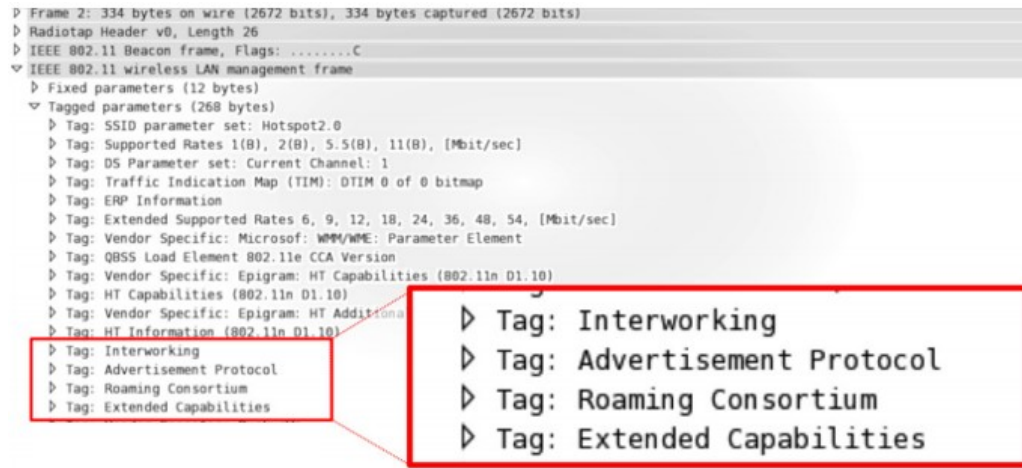 Frame 2: 334 bytes on wire (2672 bits), 334 bytes captured (2672 bits)
Radiotap Header v0, Length 26
IEEE 802.11 Beacon frame, Flags: ........C
IEEE 802.11 wireless LAN management frame
Fixed parameters (12 bytes)
Tagged parameters (268 bytes)
Tag: SSID parameter set: Hotspot2.0
Tag: Supported Rates 1(B), 2(B), 5.5(B), 11(B), [Mbit/sec]
Tag: DS Parameter set: Current Channel: 1
Tag: Traffic Indication Map (TIM): DTIM 0 of 0 bitmap
Tag: ERP Information
Tag: Extended Supported Rates 6, 9, 12, 18, 24, 36, 48, 54, [Mbit/sec]
Tag: Vendor Specific: Microsof: WMM/WME: Parameter Element
Tag: QBSS Load Element 802.11e CCA Version
Tag: Vendor Specific: Epigram: HT Capabilities (802.11n D1.10)
Tag: HT Capabilities (802.11n D1.10)
Tag: Vendor Specific: Epigram: HT Additiona
Tag: HT Information (802.11n D1.10)
Tag: Interworking
Tag: Advertisement Protocol
Tag: Roaming Consortium
Tag: Extended Capabilities
Tag: Interworking
Tag: Advertisement Protocol
Tag: Roaming Consortium
Tag: Extended Capabilities